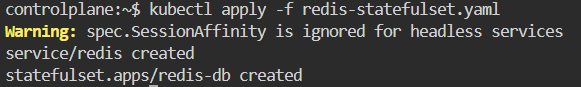 controlplane:~$ kubectl apply -f redis-statefulset.yaml
Warning: spec.SessionAffinity is ignored for headless services
service/redis created
statefulset.apps/redis-db created